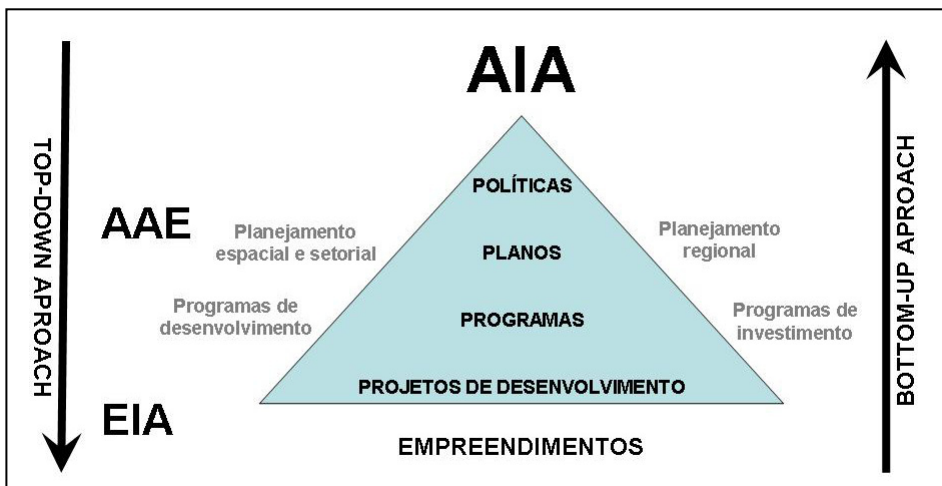 AIA
TOP-DOWN APROACH
BOTTOM-UP APROACH
POLÍTICAS
AAE
Planejamento
espacial e setorial
Planejamento
regional
PLANOS
Programas de
desenvolvimento
PROGRAMAS
Programas de
investimento
PROJETOS DE DESENVOLVIMENTO
EIA
EMPREENDIMENTOS